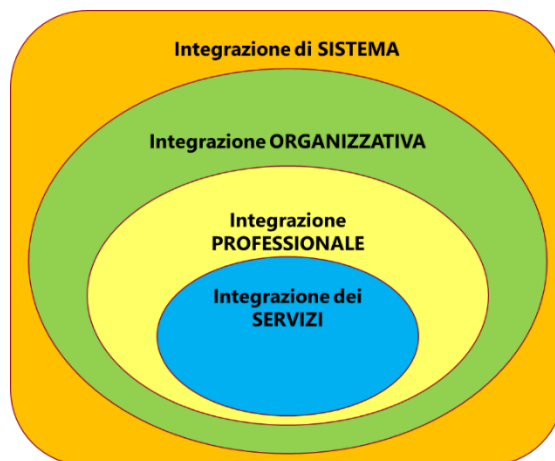 Integrazione di SISTEMA
Integrazione ORGANIZZATIVA
Integrazione
PROFESSIONALE
Integrazione dei
SERVIZI